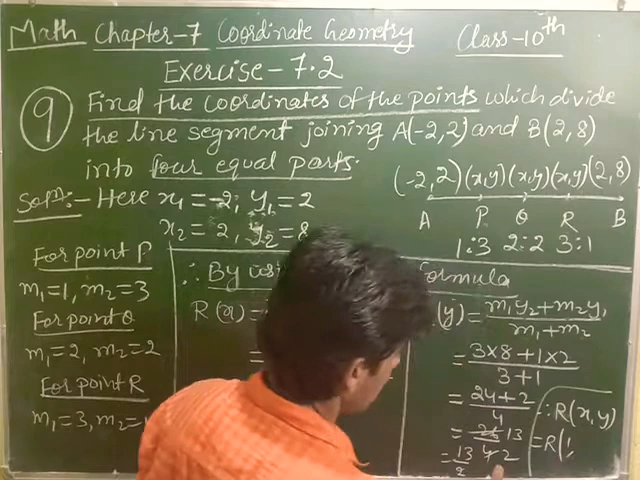 Math Chapter-7 Coordinate Geometry Class-10th
Exercise-7.2
9 Find the coordinates of the points which divide
the line segment joining A(-2,2) and B(2,8)
into four equal parts.
(-2,2) (x,y) (x,y) (x,y) (2,8)
A P Q R B
1:3 2:2 3:1
Solⁿ:- Here x₁ = -2; y₁ = 2
x₂ = 2, y₂ = 8
For point P
m₁=1, m₂=3
For point Q
m₁=2, m₂=2
For point R
m₁=3, m₂=
∴ By
R(x) =
=
formula
(y) = m₁y₂+m₂y₁ / m₁+m₂
= 3×8+1×2 / 3+1
= 24+2 / 4
= 26 13 / 4 2
= 13 / 2
∴ R(x,y)
= R(1,